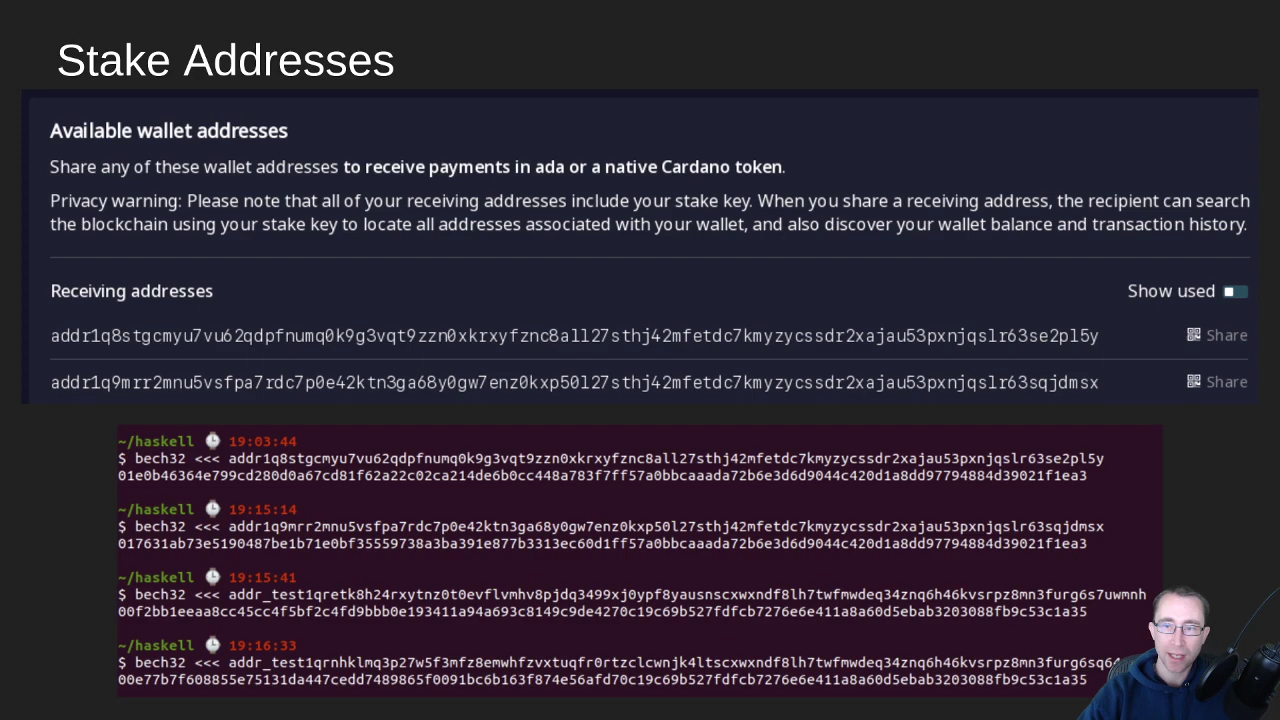 Stake Addresses
Available wallet addresses
Share any of these wallet addresses to receive payments in ada or a native Cardano token.
Privacy warning: Please note that all of your receiving addresses include your stake key. When you share a receiving address, the recipient can search
the blockchain using your stake key to locate all addresses associated with your wallet, and also discover your wallet balance and transaction history.
Receiving addresses Show used
addr1q8stgcmyu7vu62qdpfnumq0k9g3vqt9zzn0xkrxyfznc8all27sthj42mfetdc7kmyzycssdr2xajau53pxnjqslr63se2pl5y Share
addr1q9mrr2mnu5vsfpa7rdc7p0e42ktn3ga68y0gw7enz0kxp50l27sthj42mfetdc7kmyzycssdr2xajau53pxnjqslr63sqjdmsx Share
~/haskell 19:03:44
$ bech32 <<< addr1q8stgcmyu7vu62qdpfnumq0k9g3vqt9zzn0xkrxyfznc8all27sthj42mfetdc7kmyzycssdr2xajau53pxnjqslr63se2pl5y
01e0b46364e799cd280d0a67cd81f62a22c02ca214de6b0cc448a783f7ff57a0bbcaaada72b6e3d6d9044c420d1a8dd97794884d39021f1ea3
~/haskell 19:15:14
$ bech32 <<< addr1q9mrr2mnu5vsfpa7rdc7p0e42ktn3ga68y0gw7enz0kxp50l27sthj42mfetdc7kmyzycssdr2xajau53pxnjqslr63sqjdmsx
017631ab73e5190487be1b71e0bf35559738a3ba391e877b3313ec60d1ff57a0bbcaaada72b6e3d6d9044c420d1a8dd97794884d39021f1ea3
~/haskell 19:15:41
$ bech32 <<< addr_test1qretk8h24rxytnz0t0evflvmhv8pjdq3499xj0ypf8yausnscxwxndf8lh7twfmwdeq34znq6h46kvsrpz8mn3furg6s7uwmnh
00f2bb1eeaa8cc45cc4f5bf2c4fd9bbb0e193411a94a693c8149c9de4270c19c69b527fdfcb7276e6e411a8a60d5ebab3203088fb9c53c1a35
~/haskell 19:16:33
$ bech32 <<< addr_test1qrnhklmq3p27w5f3mfz8emwhfzvxtuqfr0rtzclcwnjk4ltscxwxndf8lh7twfmwdeq34znq6h46kvsrpz8mn3furg6sq64
00e77b7f608855e75131da447cedd7489865f0091bc6b163f874e56afd70c19c69b527fdfcb7276e6e411a8a60d5ebab3203088fb9c53c1a35